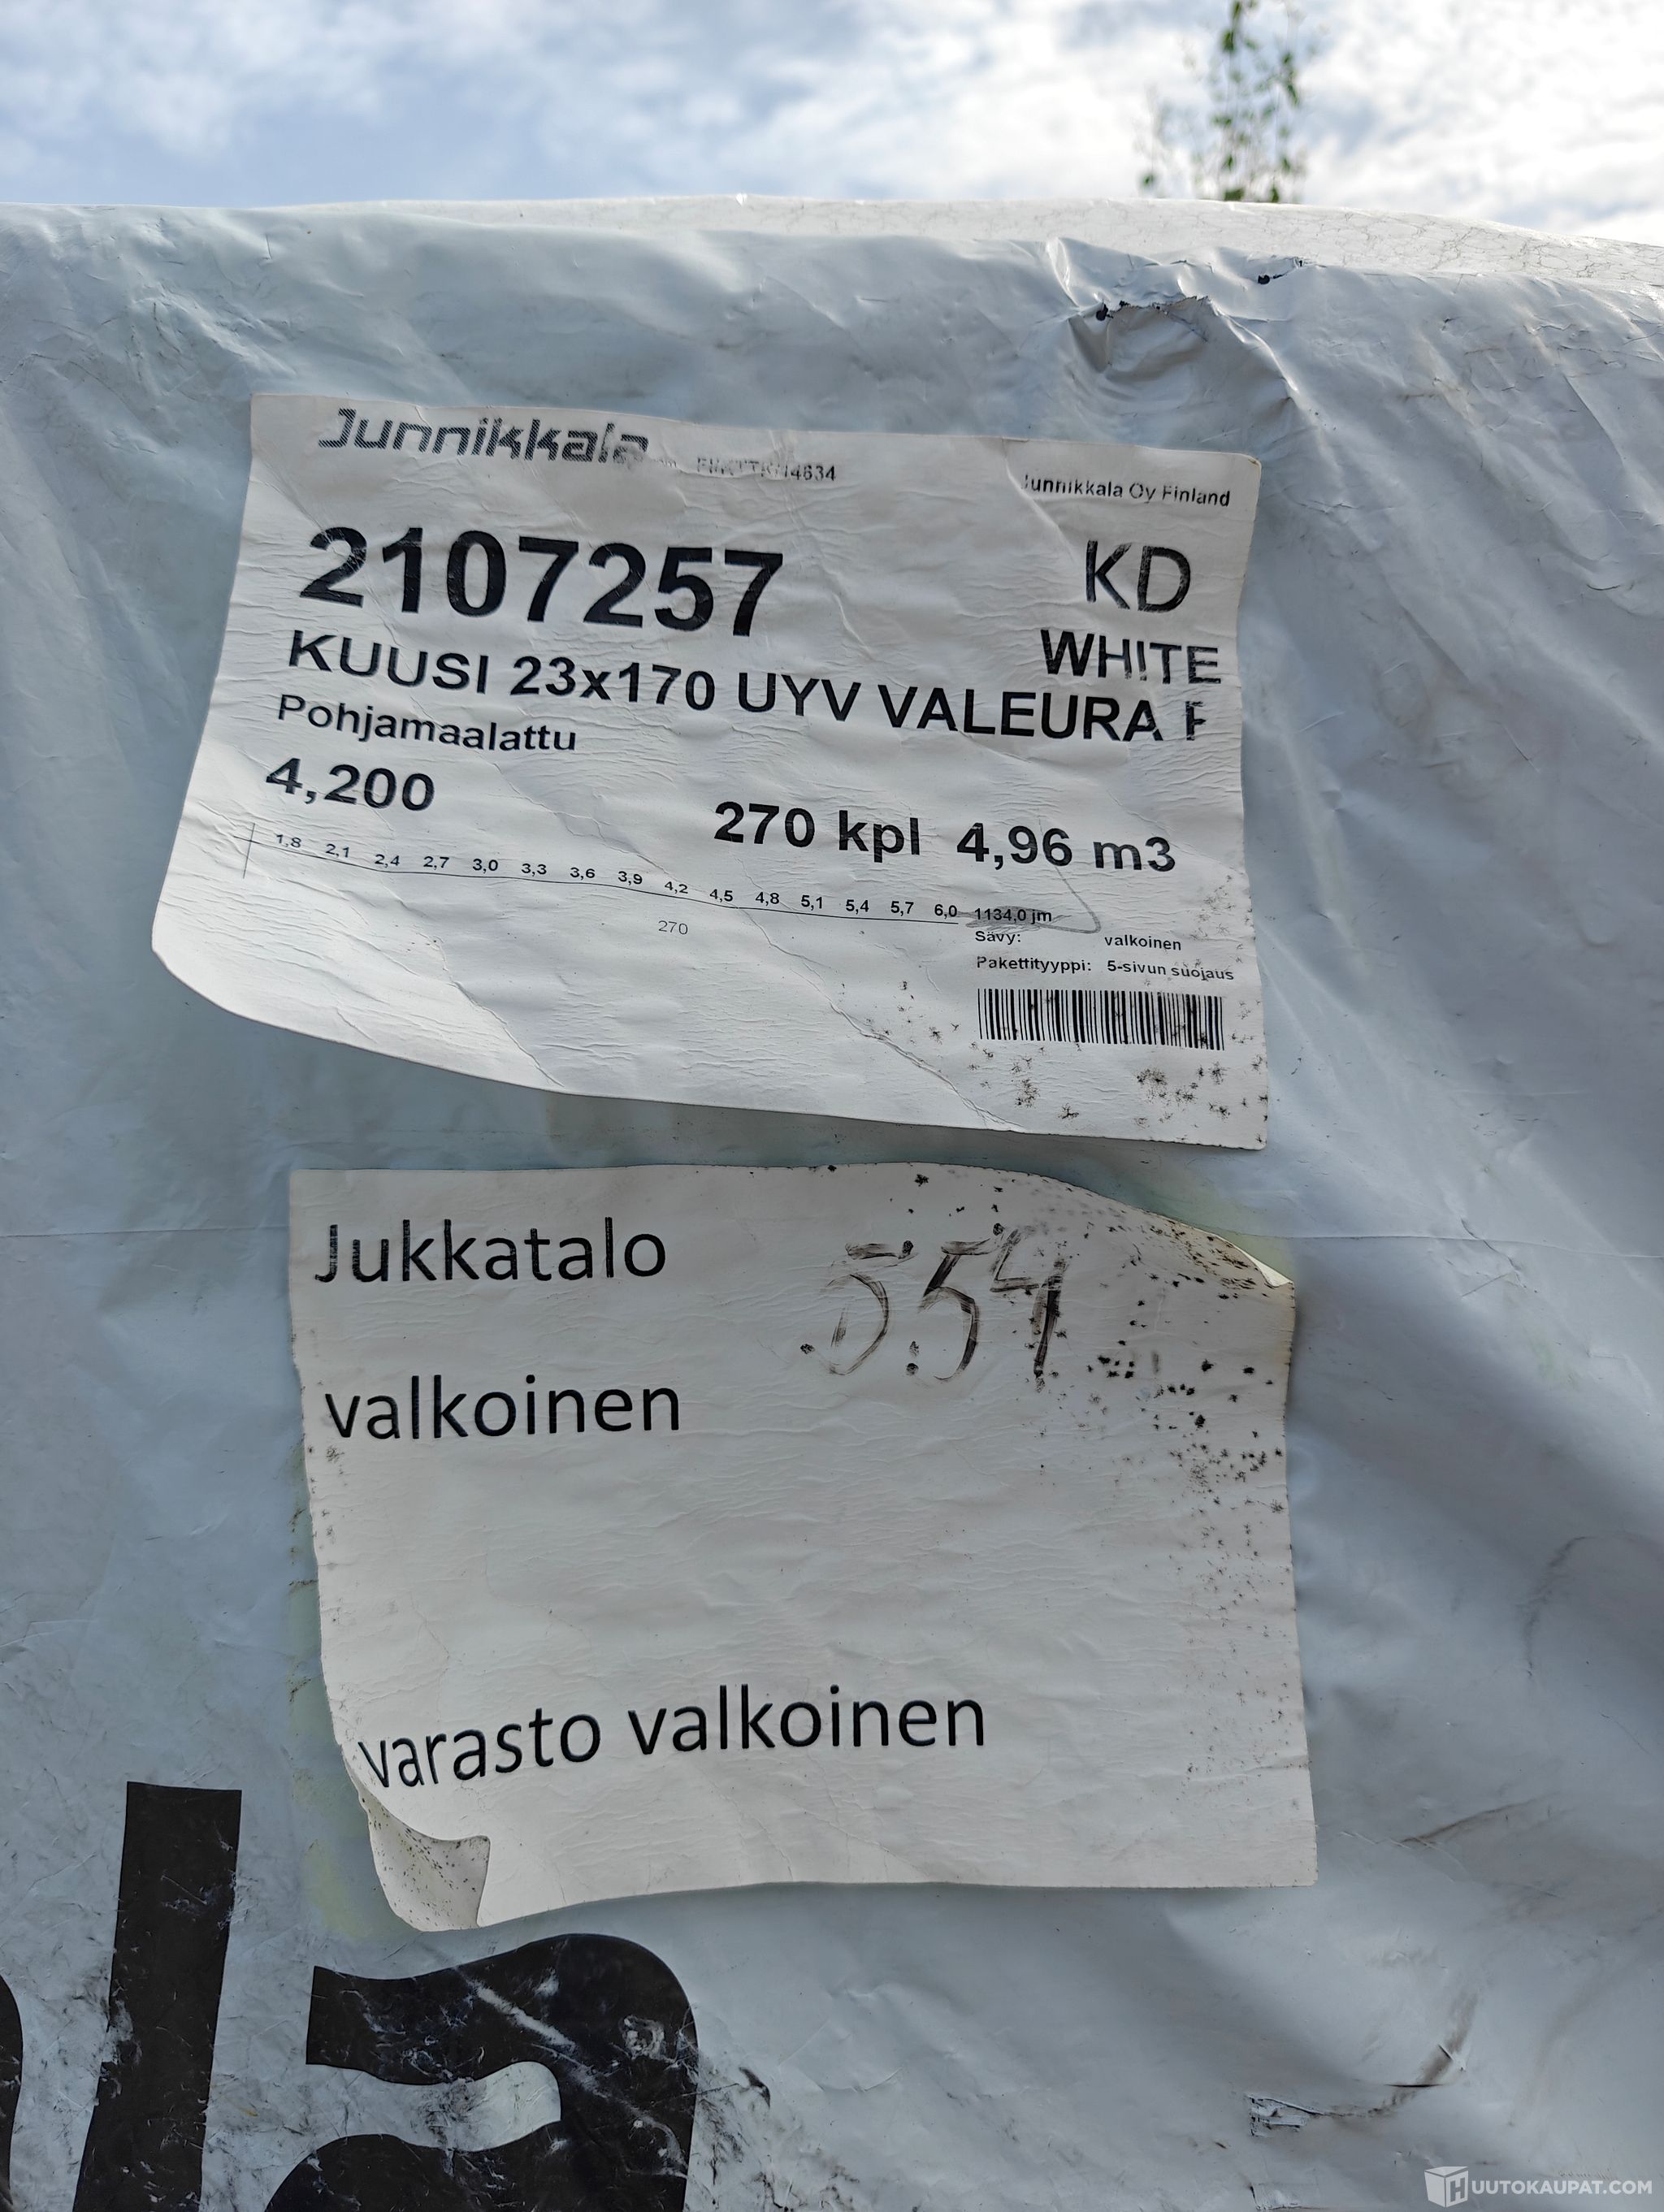 Junnikkala
Junnikkala Oy Finland
2107257
KD
WHITE
KUUSI 23x170 UYV VALEURA
Pohjamaalattu
4,200
270 kpl 4,96 m3
1,8 2,1 2,4 2,7 3,0 3,3 3,6 3,9 4,2 4,5 4,8 5,1 5,4 5,7 6,0 1134,0 jm
270
Sävy: valkoinen
Pakettityyppi: 5-sivun suojaus
Jukkatalo
554
valkoinen
varasto valkoinen
la
HUUTOKAUPAT.COM